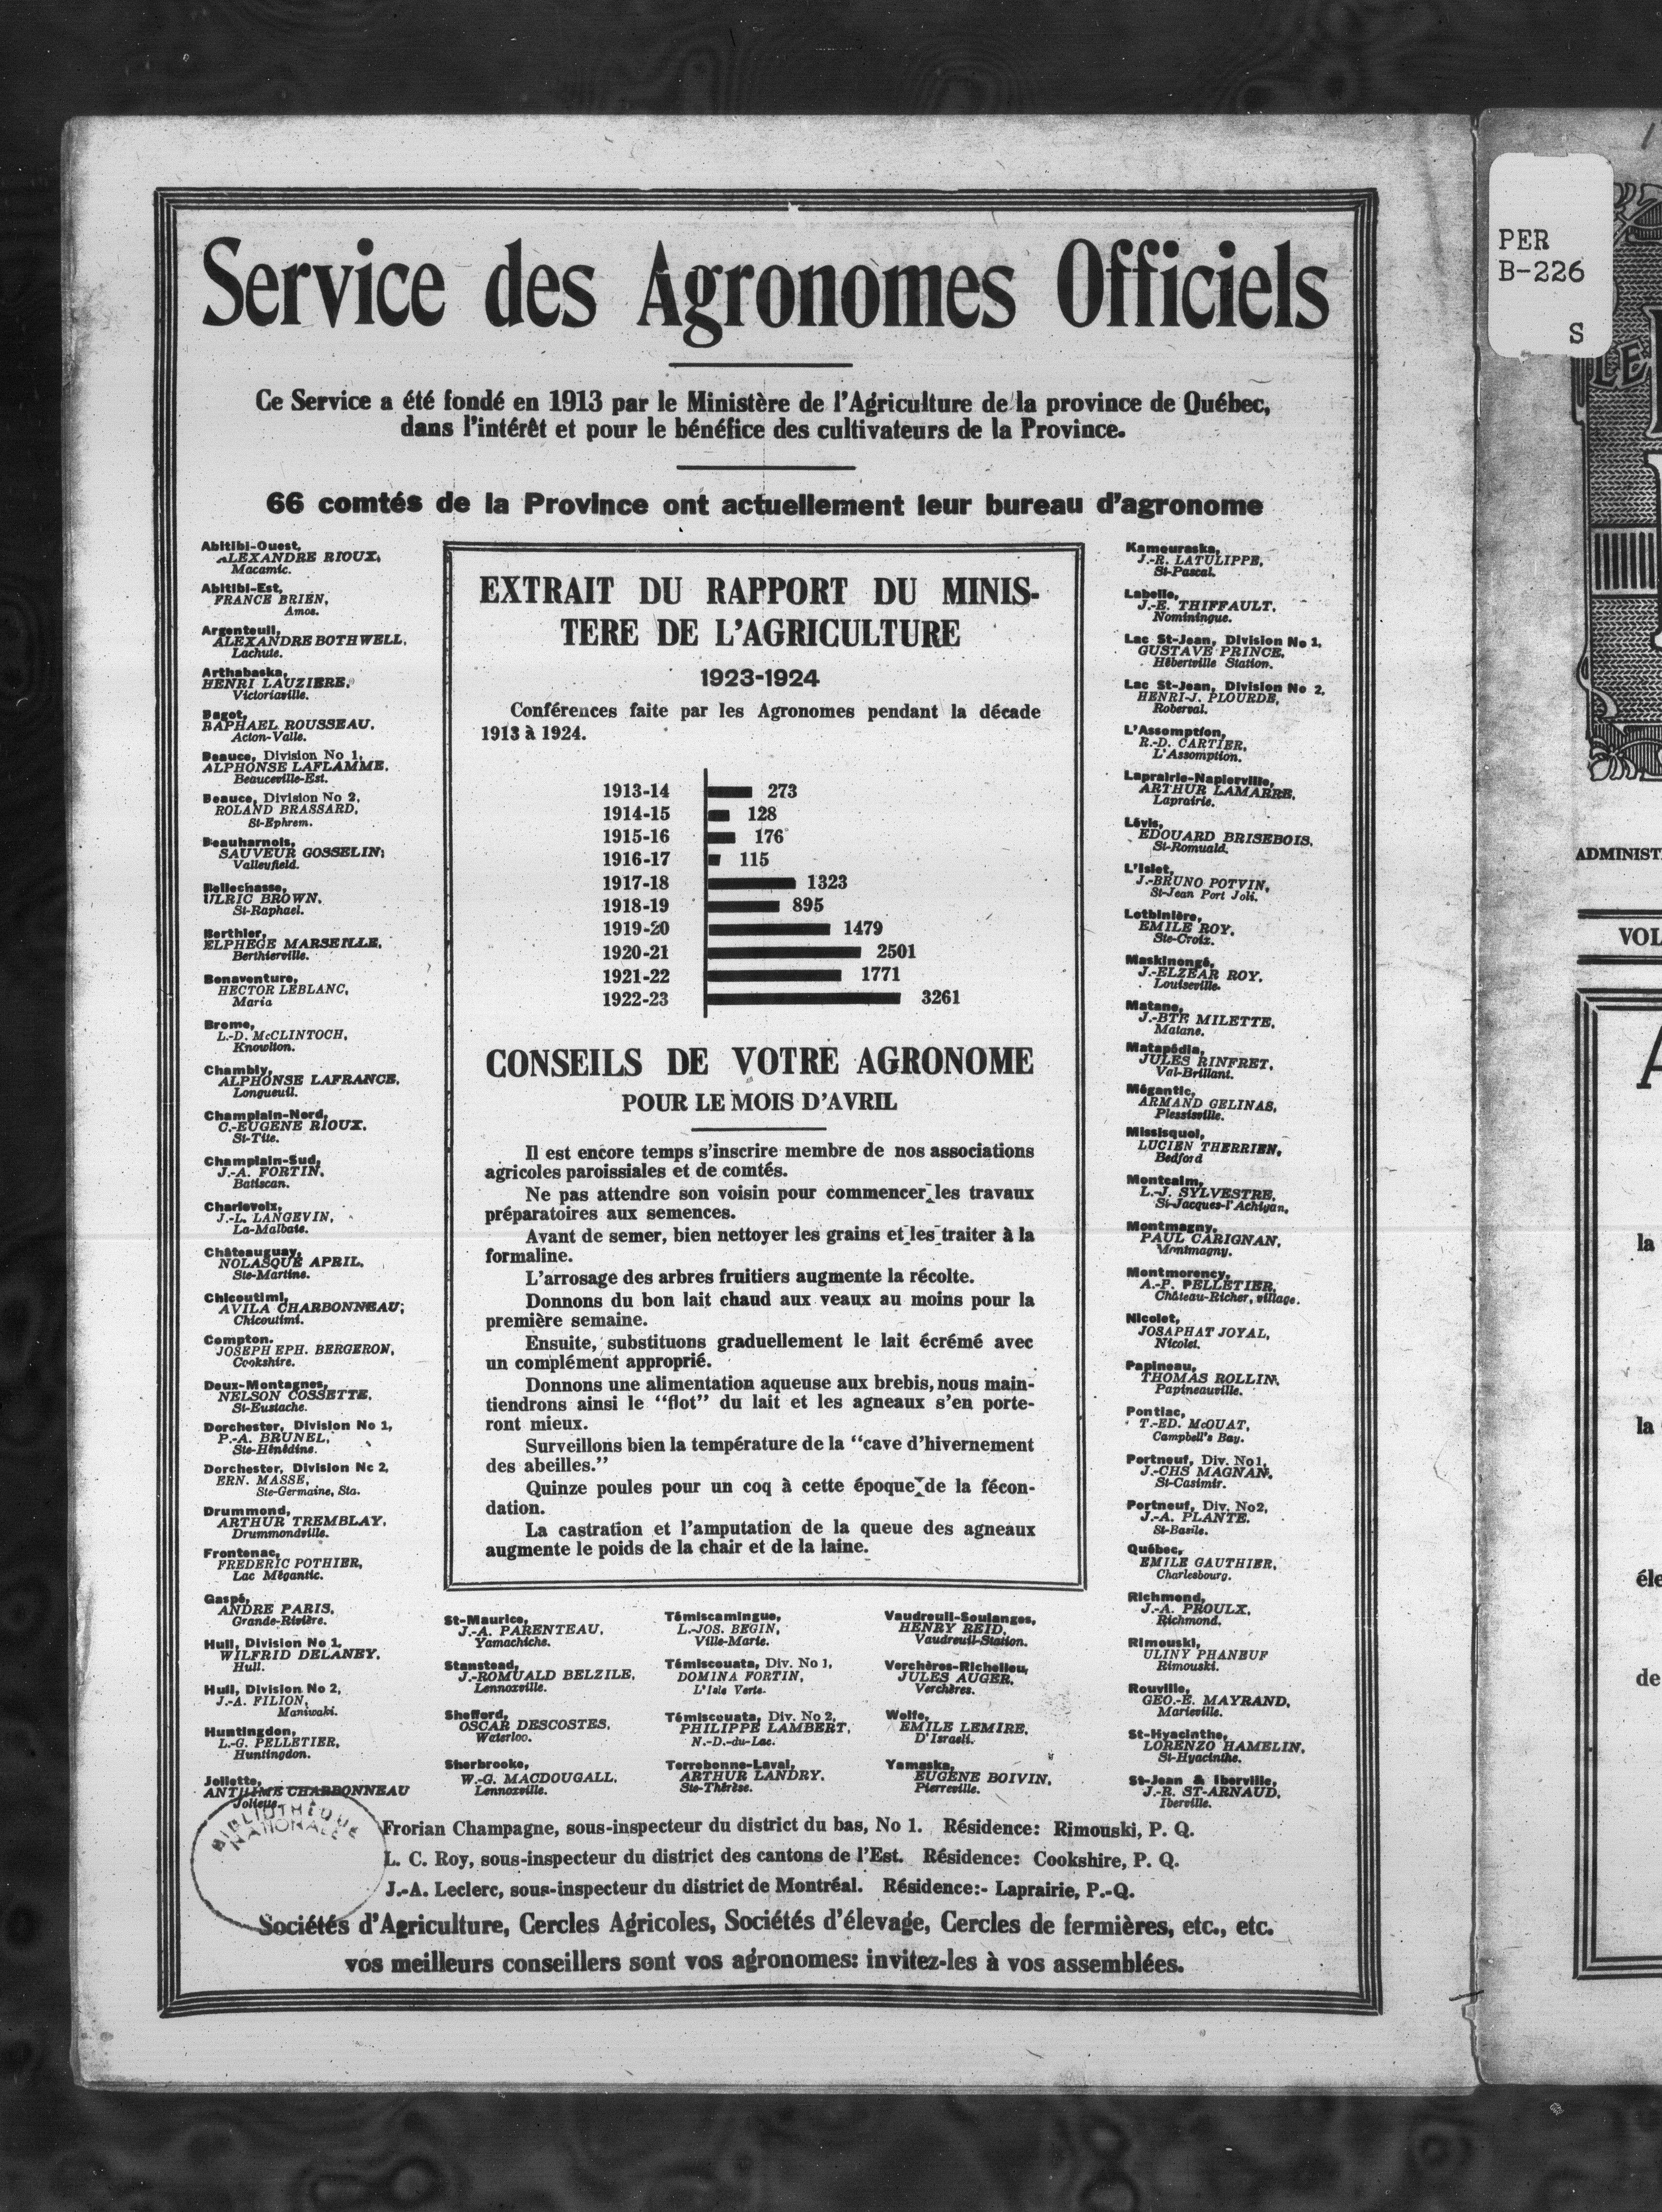 Service des Agronomes Officiels
Ce Service a été fondé en 1913 par le Ministère de l'Agriculture de la province de Québec,
dans l'intérêt et pour le bénéfice des cultivateurs de la Province.
66 comtés de la Province ont actuellement leur bureau d'agronome
Abitibi-Ouest,
ALEXANDRE RIOUX,
Macamic.
Abitibi-Est,
FRANCE BRIEN,
Amos.
Argenteuil,
ALEXANDRE BOTHWELL,
Lachute.
Arthabaska,
HENRI LAUZIERE,
Victoriaville.
Bagot,
RAPHAEL ROUSSEAU,
Acton-Valle.
Beauce, Division No 1,
ALPHONSE LAFLAMME,
Beauceville-Est.
Beauce, Division No 2,
ROLAND BRASSARD,
St-Ephrem.
Beauharnois,
SAUVEUR GOSSELIN,
Valleyfield.
Bellechasse,
ULRIC BROWN,
St-Raphael.
Berthier,
ELPHEGE MARSEILLE,
Berthierville.
Bonaventure,
HECTOR LEBLANC,
Maria
Brome,
L.-D. McCLINTOCH,
Knowlton.
Chambly,
ALPHONSE LAFRANCE,
Longueuil.
Champlain-Nord,
C.-EUGENE RIOUX,
St-Tite.
Champlain-Sud,
J.-A. FORTIN,
Batiscan.
Charlevoix,
J.-L. LANGEVIN,
La-Malbaie.
Châteauguay,
NOLASQUE APRIL,
Ste-Martine.
Chicoutimi,
AVILA CHARBONNEAU,
Chicoutimi.
Compton.
JOSEPH EPH. BERGERON,
Cookshire.
Deux-Montagnes,
NELSON COSSETTE,
St-Eustache.
Dorchester, Division No 1,
P.-A. BRUNEL,
Ste-Hénédine.
Dorchester, Division Nc 2,
ERN. MASSE,
Ste-Germaine, Sta.
Drummond,
ARTHUR TREMBLAY,
Drummondville.
Frontenac,
FREDERIC POTHIER,
Lac Mégantic.
Gaspé,
ANDRE PARIS,
Grande-Rivière.
Hull, Division No 1,
WILFRID DELANEY,
Hull.
Hull, Division No 2,
J.-A. FILION,
Maniwaki.
Huntingdon,
L.-G. PELLETIER,
Huntingdon.
Joliette,
ANTHIME CHARBONNEAU
Joliette.
EXTRAIT DU RAPPORT DU MINIS-
TERE DE L'AGRICULTURE
1923-1924
Conférences faite par les Agronomes pendant la décade
1913 à 1924.
1913-14 273
1914-15 128
1915-16 176
1916-17 115
1917-18 1323
1918-19 895
1919-20 1479
1920-21 2501
1921-22 1771
1922-23 3261
CONSEILS DE VOTRE AGRONOME
POUR LE MOIS D'AVRIL
Il est encore temps s'inscrire membre de nos associations
agricoles paroissiales et de comtés.
Ne pas attendre son voisin pour commencer les travaux
préparatoires aux semences.
Avant de semer, bien nettoyer les grains et les traiter à la
formaline.
L'arrosage des arbres fruitiers augmente la récolte.
Donnons du bon lait chaud aux veaux au moins pour la
première semaine.
Ensuite, substituons graduellement le lait écrémé avec
un complément approprié.
Donnons une alimentation aqueuse aux brebis, nous main-
tiendrons ainsi le "flot" du lait et les agneaux s'en porte-
ront mieux.
Surveillons bien la température de la "cave d'hivernement
des abeilles."
Quinze poules pour un coq à cette époque de la fécon-
dation.
La castration et l'amputation de la queue des agneaux
augmente le poids de la chair et de la laine.
St-Maurice,
J.-A. PARENTEAU,
Yamachiche.
Stanstead,
J.-ROMUALD BELZILE,
Lennoxville.
Shefford,
OSCAR DESCOSTES,
Waterloo.
Sherbrooke,
W.-G. MACDOUGALL,
Lennoxville.
Témiscamingue,
L.-JOS. BEGIN,
Ville-Marie.
Témiscouata, Div. No 1,
DOMINA FORTIN,
L'Isle Verte.
Témiscouata, Div. No 2,
PHILIPPE LAMBERT,
N.-D.-du-Lac.
Terrebonne-Laval,
ARTHUR LANDRY,
Ste-Thérèse.
Vaudreuil-Soulanges,
HENRY REID,
Vaudreuil-Station.
Verchères-Richelieu,
JULES AUGER,
Verchères.
Wolfe,
EMILE LEMIRE,
D'Israeli.
Yamaska,
EUGENE BOIVIN,
Pierreville.
Kamouraska,
J.-R. LATULIPPE,
St-Pascal.
Labelle,
J.-E. THIFFAULT,
Nominingue.
Lac St-Jean, Division No 1,
GUSTAVE PRINCE,
Hébertville Station.
Lac St-Jean, Division No 2,
HENRI-J. PLOURDE,
Roberval.
L'Assomption,
R.-D. CARTIER,
L'Assomption.
Laprairie-Napierville,
ARTHUR LAMARRE,
Laprairie.
Lévis,
EDOUARD BRISEBOIS,
St-Romuald.
L'Islet,
J.-BRUNO POTVIN,
St-Jean Port Joli.
Lotbinière,
EMILE ROY,
Ste-Croix.
Maskinongé,
J.-ELZEAR ROY,
Louiseville.
Matane,
J.-BTE MILETTE,
Matane.
Matapédia,
JULES RINFRET,
Val-Brillant.
Mégantic,
ARMAND GELINAS,
Plessisville.
Missisquoi,
LUCIEN THERRIEN,
Bedford
Montcalm,
L.-J. SYLVESTRE,
St-Jacques-l'Achigan,
Montmagny,
PAUL CARIGNAN,
Montmagny.
Montmorency,
A.-P. PELLETIER,
Château-Richer, village.
Nicolet,
JOSAPHAT JOYAL,
Nicolet.
Papineau,
THOMAS ROLLIN,
Papineauville.
Pontiac,
T.-ED. McOUAT,
Campbell's Bay.
Portneuf, Div. No1,
J.-CHS MAGNAN,
St-Casimir.
Portneuf, Div. No2,
J.-A. PLANTE.
St-Basile.
Québec,
EMILE GAUTHIER,
Charlesbourg.
Richmond,
J.-A. PROULX,
Richmond.
Rimouski,
ULINY PHANEUF
Rimouski.
Rouville,
GEO.-E. MAYRAND,
Marieville.
St-Hyacinthe,
LORENZO HAMELIN,
St-Hyacinthe.
St-Jean & Iberville,
J.-R. ST-ARNAUD,
Iberville.
BIBLIOTHÈQUE
NATIONALE
Frorian Champagne, sous-inspecteur du district du bas, No 1. Résidence: Rimouski, P. Q.
L. C. Roy, sous-inspecteur du district des cantons de l'Est. Résidence: Cookshire, P. Q.
J.-A. Leclerc, sous-inspecteur du district de Montréal. Résidence:- Laprairie, P.-Q.
Sociétés d'Agriculture, Cercles Agricoles, Sociétés d'élevage, Cercles de fermières, etc., etc.
vos meilleurs conseillers sont vos agronomes: invitez-les à vos assemblées.
PER
B-226
S
LE
ADMINIST
VOL
A
la
la
éle
de